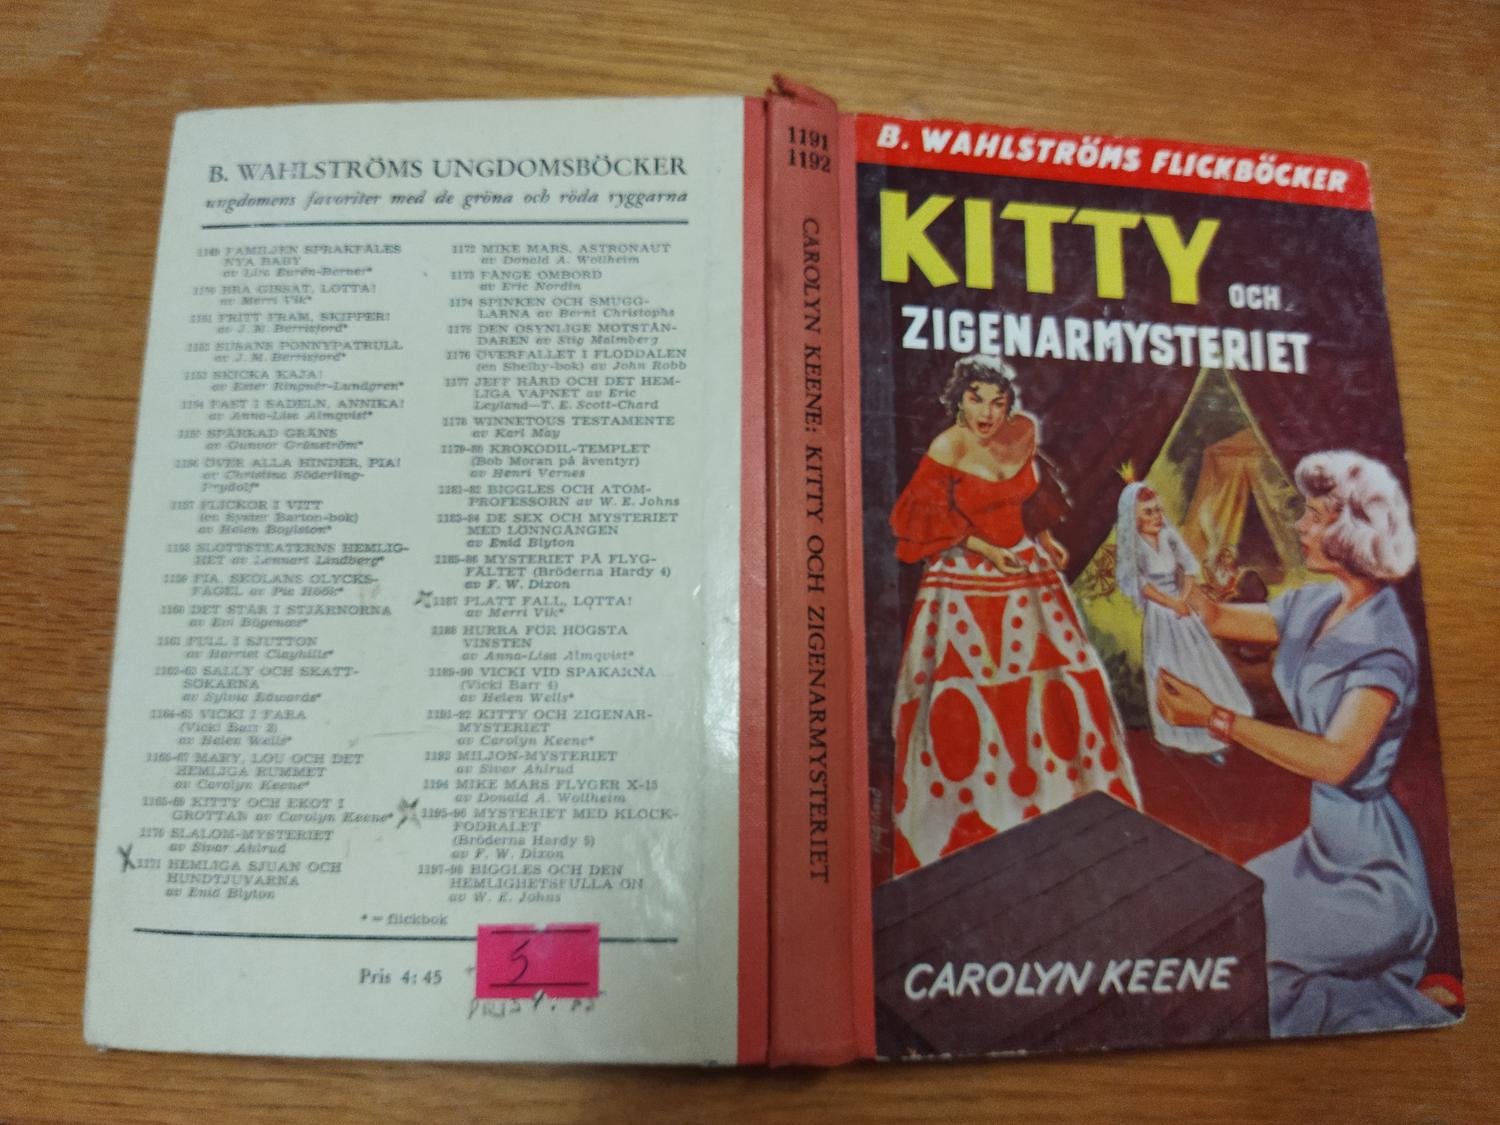 B. WAHLSTRÖMS UNGDOMSBÖCKER
ungdomens favoriter med de gröna och röda ryggarna
1149 FAMILJEN SPRAKFÅLES
NYA BABY
av Lisa Eurén-Berner*
1150 BRA GISSAT, LOTTA!
av Merri Vik*
1151 FRITT FRAM, SKIPPER!
av J. M. Berrisford*
1152 SUSANS PONNYPATRULL
av J. M. Berrisford*
1153 SKICKA KAJA!
av Ester Ringnér-Lundgren*
1154 FAST I SADELN, ANNIKA!
av Anna-Lisa Almqvist*
1155 SPÄRRAD GRÄNS
av Gunvor Gränström*
1156 ÖVER ALLA HINDER, PIA!
av Christina Söderling-
Brydolf*
1157 FLICKOR I VITT
(en Syster Barton-bok)
av Helen Boylston*
1158 SLOTTSTEATERNS HEMLIG-
HET av Lennart Lindberg*
1159 FIA, SKOLANS OLYCKS-
FÅGEL av Pia Höök*
1160 DET STÅR I STJÄRNORNA
av Evi Bögenæs*
1161 FULL I SJUTTON
av Harriet Clayhills*
1162-63 SALLY OCH SKATT-
SÖKARNA
av Sylvia Edwards*
1164-65 VICKI I FARA
(Vicki Barr 3)
av Helen Wells*
1166-67 MARY, LOU OCH DET
HEMLIGA RUMMET
av Carolyn Keene*
1168-69 KITTY OCH EKOT I
GROTTAN av Carolyn Keene*
1170 SLALOM-MYSTERIET
av Sivar Ahlrud
X 1171 HEMLIGA SJUAN OCH
HUNDTJUVARNA
av Enid Blyton
1172 MIKE MARS, ASTRONAUT
av Donald A. Wollheim
1173 FÅNGE OMBORD
av Eric Nordin
1174 SPINKEN OCH SMUGG-
LARNA av Bernt Christophs
1175 DEN OSYNLIGE MOTSTÅN-
DAREN av Stig Malmberg
1176 ÖVERFALLET I FLODDALEN
(en Shelby-bok) av John Robb
1177 JEFF HARD OCH DET HEM-
LIGA VAPNET av Eric
Leyland—T. E. Scott-Chard
1178 WINNETOUS TESTAMENTE
av Karl May
1179-80 KROKODIL-TEMPLET
(Bob Moran på äventyr)
av Henri Vernes
1181-82 BIGGLES OCH ATOM-
PROFESSORN av W. E. Johns
1183-84 DE SEX OCH MYSTERIET
MED LÖNNGÅNGEN
av Enid Blyton
1185-86 MYSTERIET PÅ FLYG-
FÄLTET (Bröderna Hardy 4)
av F. W. Dixon
X 1187 PLATT FALL, LOTTA!
av Merri Vik*
1188 HURRA FÖR HÖGSTA
VINSTEN
av Anna-Lisa Almqvist*
1189-90 VICKI VID SPAKARNA
(Vicki Barr 4)
av Helen Wells*
1191-92 KITTY OCH ZIGENAR-
MYSTERIET
av Carolyn Keene*
1193 MILJON-MYSTERIET
av Sivar Ahlrud
1194 MIKE MARS FLYGER X-15
av Donald A. Wollheim
X 1195-96 MYSTERIET MED KLOCK-
FODRALET
(Bröderna Hardy 5)
av F. W. Dixon
1197-98 BIGGLES OCH DEN
HEMLIGHETSFULLA ÖN
av W. E. Johns
* = flickbok
Pris 4:45
5
1191
1192
CAROLYN KEENE: KITTY OCH ZIGENARMYSTERIET
B. WAHLSTRÖMS FLICKBÖCKER
KITTY
OCH
ZIGENARMYSTERIET
CAROLYN KEENE